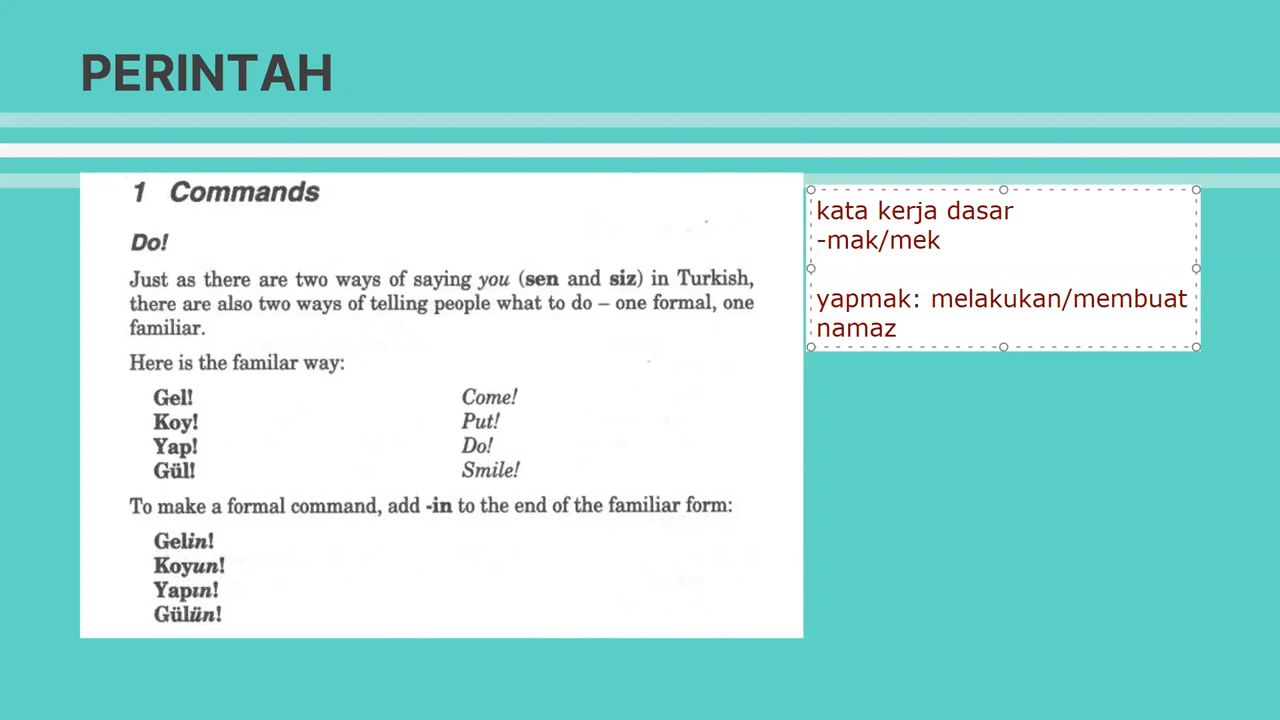 PERINTAH
1 Commands
Do!
Just as there are two ways of saying you (sen and siz) in Turkish,
there are also two ways of telling people what to do – one formal, one
familiar.
Here is the familar way:
Gel! Come!
Koy! Put!
Yap! Do!
Gül! Smile!
To make a formal command, add -in to the end of the familiar form:
Gelin!
Koyun!
Yapın!
Gülün!
kata kerja dasar
-mak/mek
yapmak: melakukan/membuat
namaz